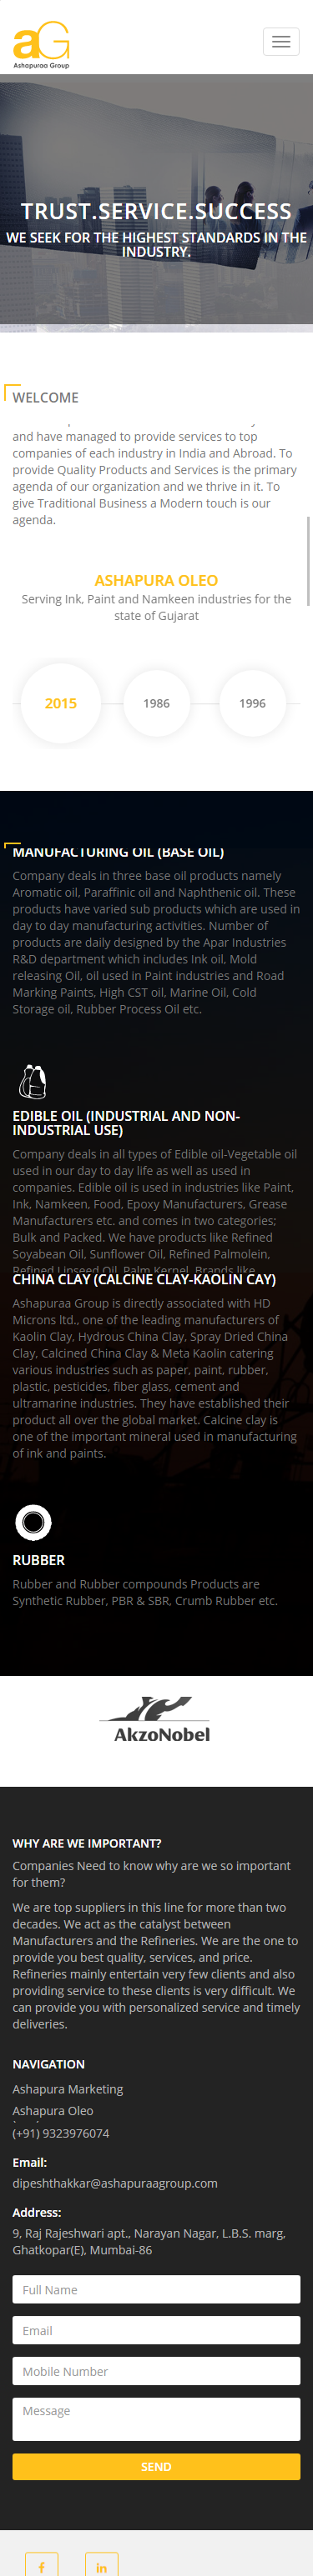 aG
Ashapuraa Group
TRUST.SERVICE.SUCCESS
WE SEEK FOR THE HIGHEST STANDARDS IN THE
INDUSTRY.
WELCOME
and have managed to provide services to top
companies of each industry in India and Abroad. To
provide Quality Products and Services is the primary
agenda of our organization and we thrive in it. To
give Traditional Business a Modern touch is our
agenda.
ASHAPURA OLEO
Serving Ink, Paint and Namkeen industries for the
state of Gujarat
2015 1986 1996
MANUFACTURING OIL (BASE OIL)
Company deals in three base oil products namely
Aromatic oil, Paraffinic oil and Naphthenic oil. These
products have varied sub products which are used in
day to day manufacturing activities. Number of
products are daily designed by the Apar Industries
R&D department which includes Ink oil, Mold
releasing Oil, oil used in Paint industries and Road
Marking Paints, High CST oil, Marine Oil, Cold
Storage oil, Rubber Process Oil etc.
EDIBLE OIL (INDUSTRIAL AND NON-
INDUSTRIAL USE)
Company deals in all types of Edible oil-Vegetable oil
used in our day to day life as well as used in
companies. Edible oil is used in industries like Paint,
Ink, Namkeen, Food, Epoxy Manufacturers, Grease
Manufacturers etc. and comes in two categories;
Bulk and Packed. We have products like Refined
Soyabean Oil, Sunflower Oil, Refined Palmolein,
Refined Linseed Oil, Palm Kernel. Brands like
CHINA CLAY (CALCINE CLAY-KAOLIN CAY)
Ashapuraa Group is directly associated with HD
Microns ltd., one of the leading manufacturers of
Kaolin Clay, Hydrous China Clay, Spray Dried China
Clay, Calcined China Clay & Meta Kaolin catering
various industries such as paper, paint, rubber,
plastic, pesticides, fiber glass, cement and
ultramarine industries. They have established their
product all over the global market. Calcine clay is
one of the important mineral used in manufacturing
of ink and paints.
RUBBER
Rubber and Rubber compounds Products are
Synthetic Rubber, PBR & SBR, Crumb Rubber etc.
AkzoNobel
WHY ARE WE IMPORTANT?
Companies Need to know why are we so important
for them?
We are top suppliers in this line for more than two
decades. We act as the catalyst between
Manufacturers and the Refineries. We are the one to
provide you best quality, services, and price.
Refineries mainly entertain very few clients and also
providing service to these clients is very difficult. We
can provide you with personalized service and timely
deliveries.
NAVIGATION
Ashapura Marketing
Ashapura Oleo
(+91) 9323976074
Email:
dipeshthakkar@ashapuraagroup.com
Address:
9, Raj Rajeshwari apt., Narayan Nagar, L.B.S. marg,
Ghatkopar(E), Mumbai-86
Full Name
Email
Mobile Number
Message
SEND